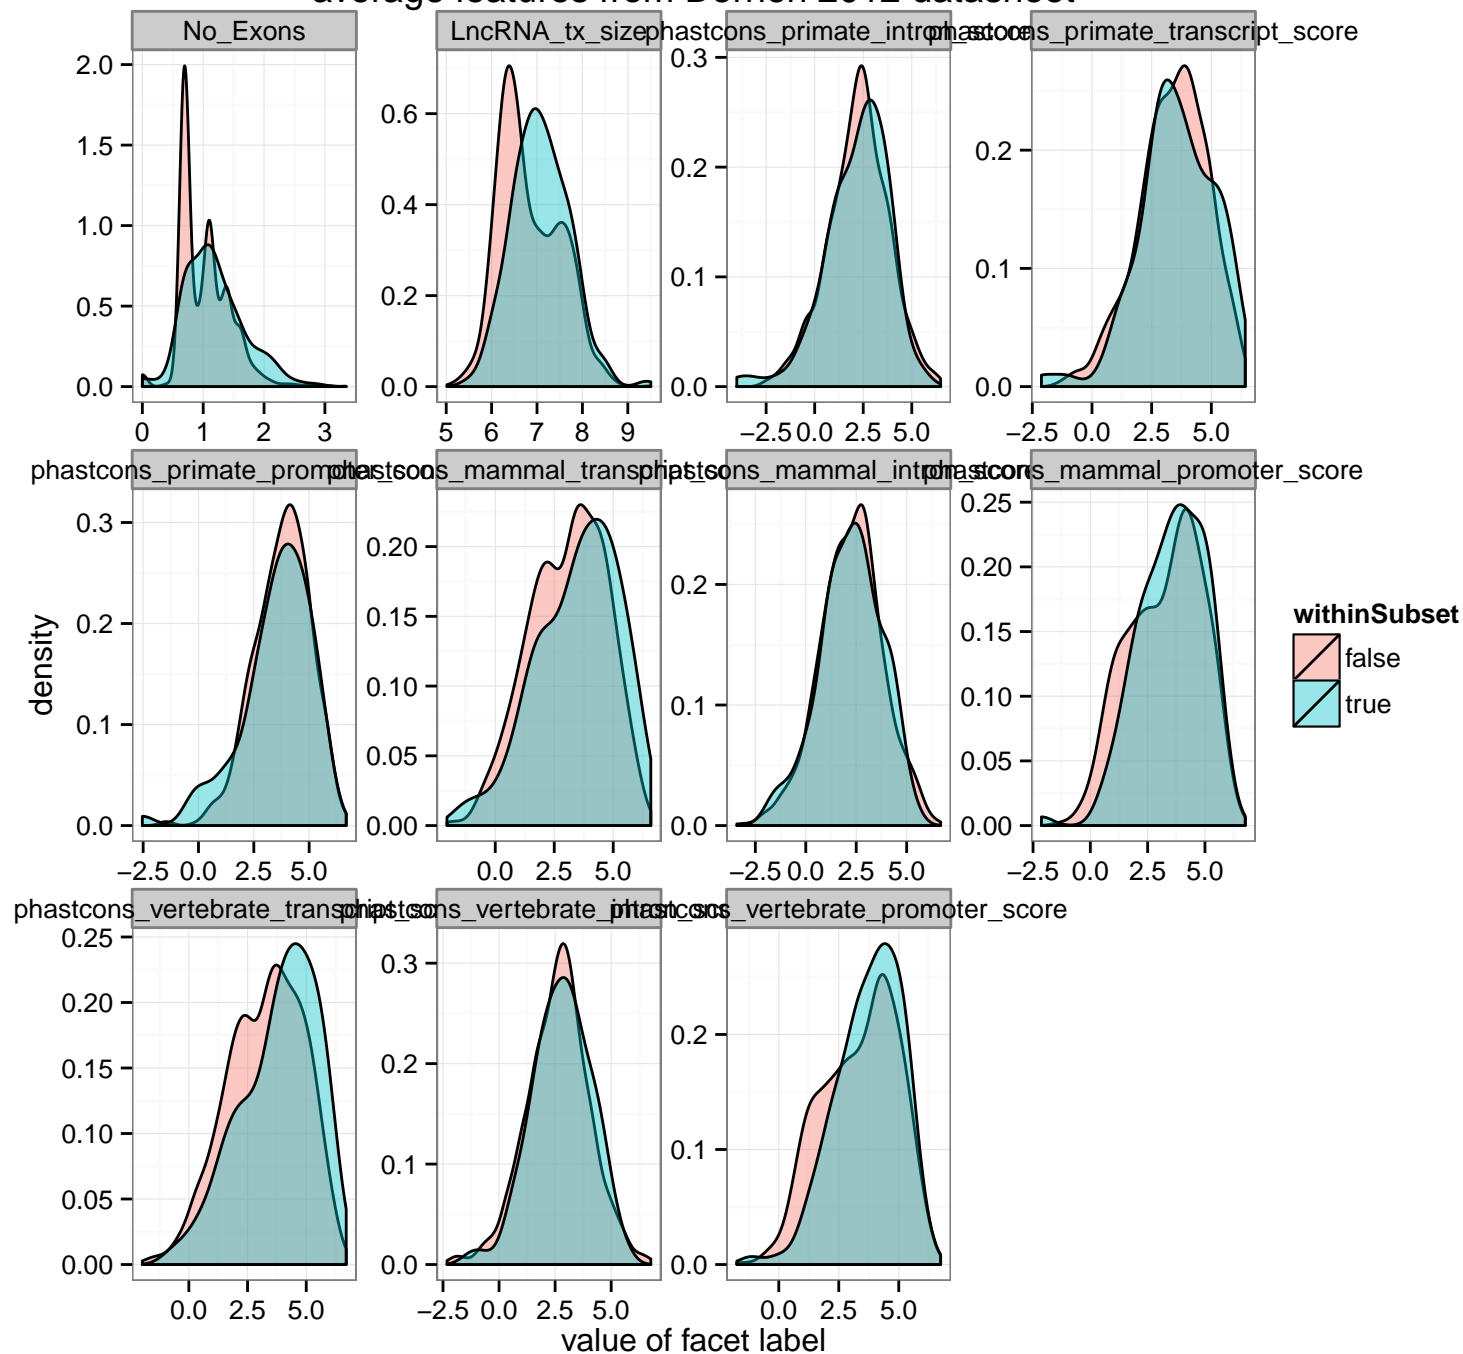 average features from Derrien 2012 datasheet
No_Exons
LncRNA_tx_size
phastcons_primate_intron_score
phastcons_primate_transcript_score
2.0
1.5
1.0
0.5
0.0
0 1 2 3
0.6
0.4
0.2
0.0
5 6 7 8 9
0.3
0.2
0.1
0.0
−2.5 0.0 2.5 5.0
0.2
0.1
0.0
−2.5 0.0 2.5 5.0
phastcons_primate_promoter_score
phastcons_mammal_transcript_score
phastcons_mammal_intron_score
phastcons_mammal_promoter_score
0.3
0.2
0.1
0.0
−2.5 0.0 2.5 5.0
0.20
0.15
0.10
0.05
0.00
0.0 2.5 5.0
0.2
0.1
0.0
−2.5 0.0 2.5 5.0
0.25
0.20
0.15
0.10
0.05
0.00
−2.5 0.0 2.5 5.0
phastcons_vertebrate_transcript_score
phastcons_vertebrate_intron_score
phastcons_vertebrate_promoter_score
0.25
0.20
0.15
0.10
0.05
0.00
0.0 2.5 5.0
0.3
0.2
0.1
0.0
−2.5 0.0 2.5 5.0
0.2
0.1
0.0
0.0 2.5 5.0
density
value of facet label
withinSubset
false
true